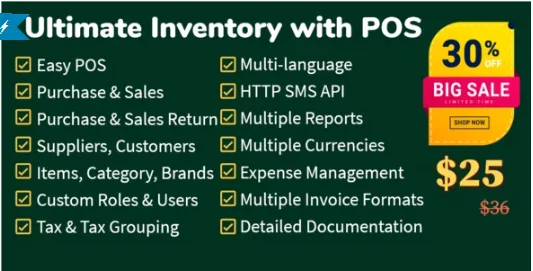 Ultimate Inventory with POS
Easy POS
Purchase & Sales
Purchase & Sales Return
Suppliers, Customers
Items, Category, Brands
Custom Roles & Users
Tax & Tax Grouping
Multi-language
HTTP SMS API
Multiple Reports
Multiple Currencies
Expense Management
Multiple Invoice Formats
Detailed Documentation
30% OFF
BIG SALE
LIMITED TIME
SHOP NOW
$25
$36